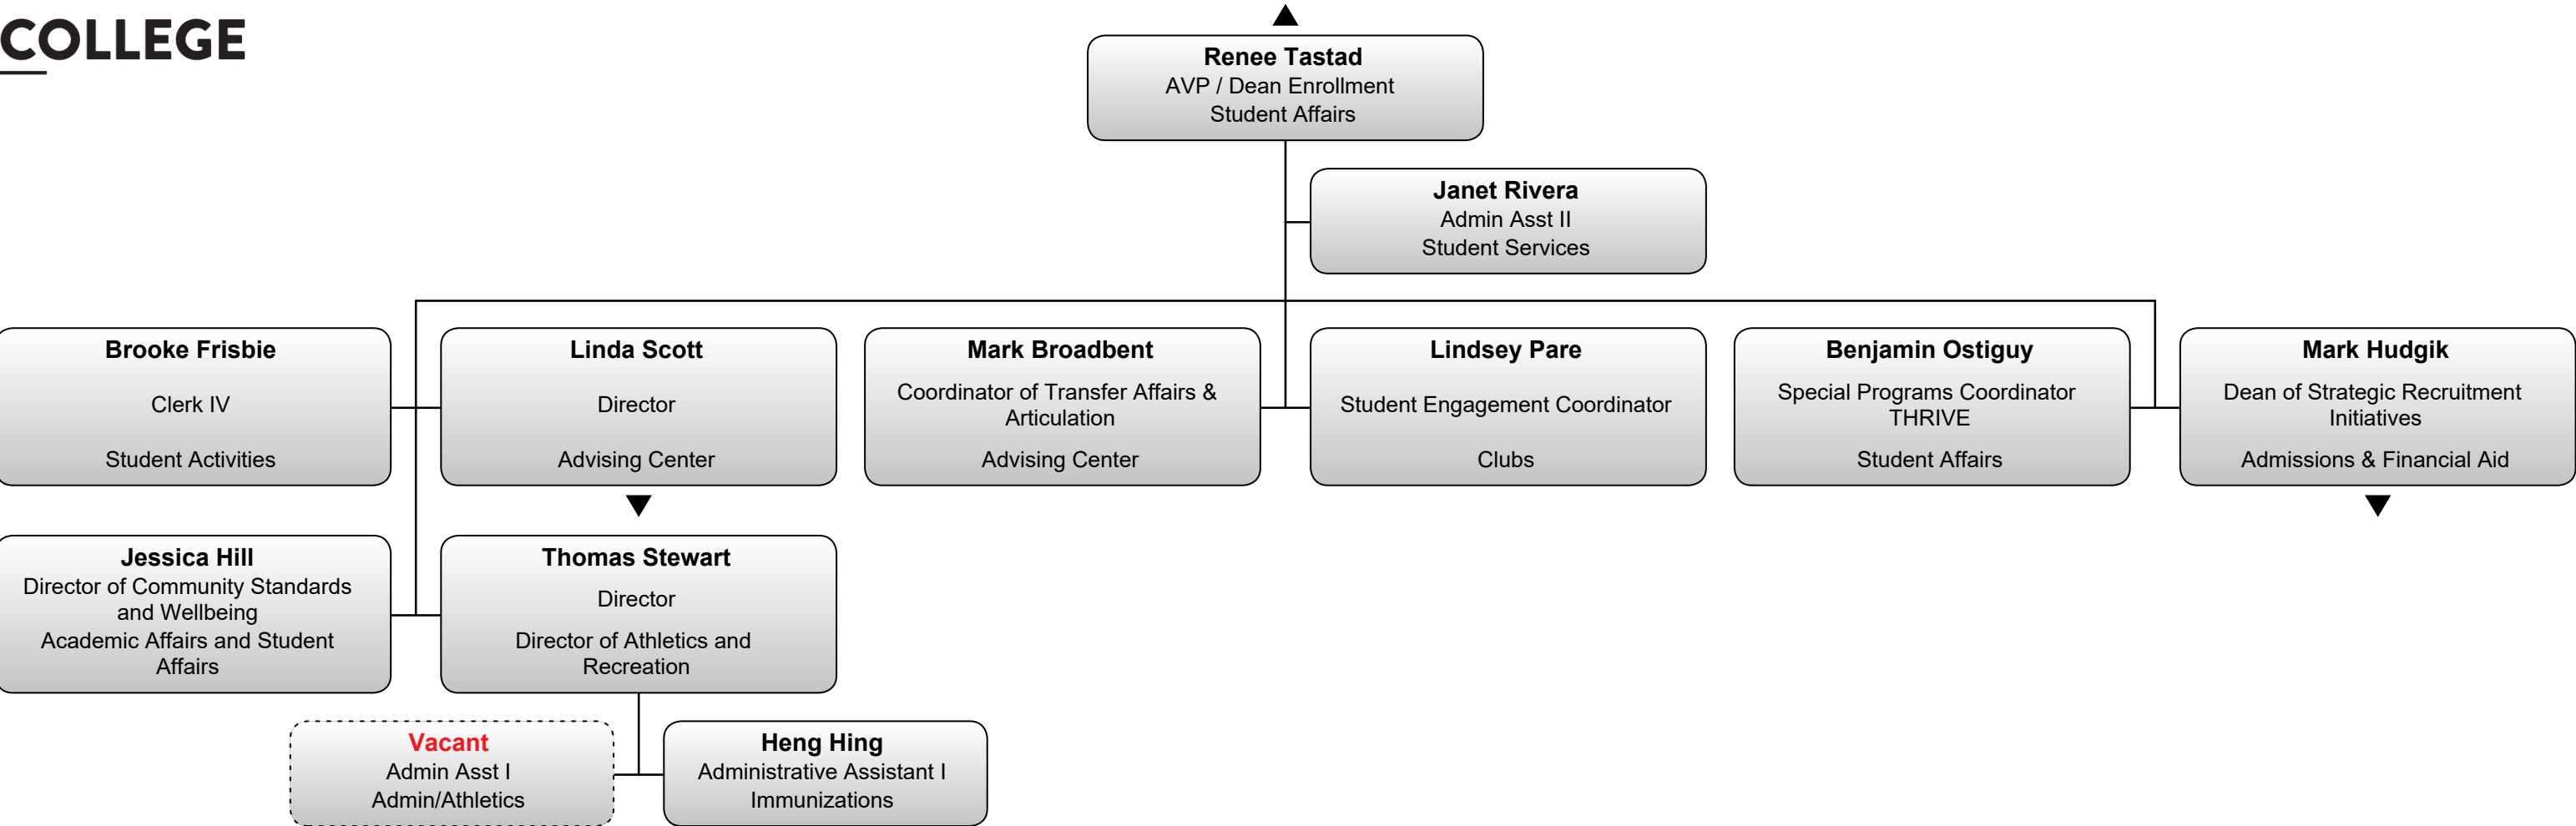 COLLEGE
Renee Tastad
AVP / Dean Enrollment
Student Affairs
Janet Rivera
Admin Asst II
Student Services
Brooke Frisbie
Clerk IV
Student Activities
Linda Scott
Director
Advising Center
Mark Broadbent
Coordinator of Transfer Affairs &
Articulation
Advising Center
Lindsey Pare
Student Engagement Coordinator
Clubs
Benjamin Ostiguy
Special Programs Coordinator
THRIVE
Student Affairs
Mark Hudgik
Dean of Strategic Recruitment
Initiatives
Admissions & Financial Aid
Jessica Hill
Director of Community Standards
and Wellbeing
Academic Affairs and Student
Affairs
Thomas Stewart
Director
Director of Athletics and
Recreation
Vacant
Admin Asst I
Admin/Athletics
Heng Hing
Administrative Assistant I
Immunizations